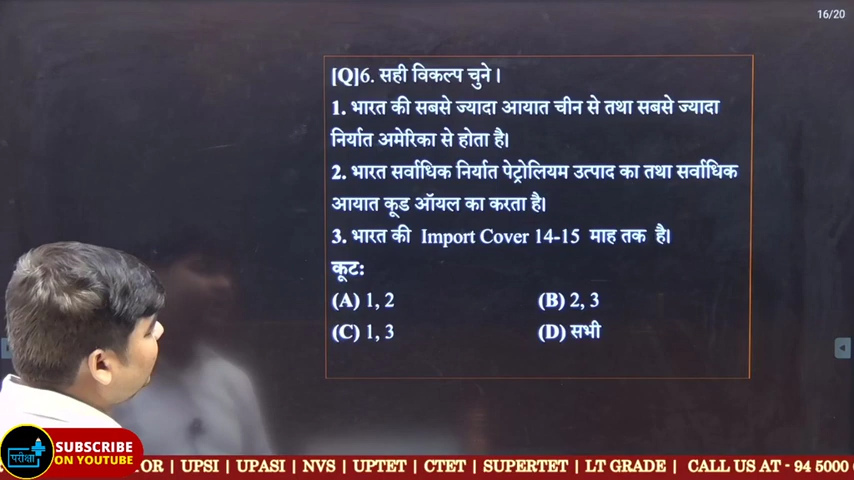 16/20
[Q]6. सही विकल्प चुने।
1. भारत की सबसे ज्यादा आयात चीन से तथा सबसे ज्यादा
निर्यात अमेरिका से होता है।
2. भारत सर्वाधिक निर्यात पेट्रोलियम उत्पाद का तथा सर्वाधिक
आयात कूड ऑयल का करता है।
3. भारत की Import Cover 14-15 माह तक है।
कूट:
(A) 1, 2 (B) 2, 3
(C) 1, 3 (D) सभी
परीक्षा
SUBSCRIBE
ON YOUTUBE
OR | UPSI | UPASI | NVS | UPTET | CTET | SUPERTET | LT GRADE | CALL US AT - 94 5000